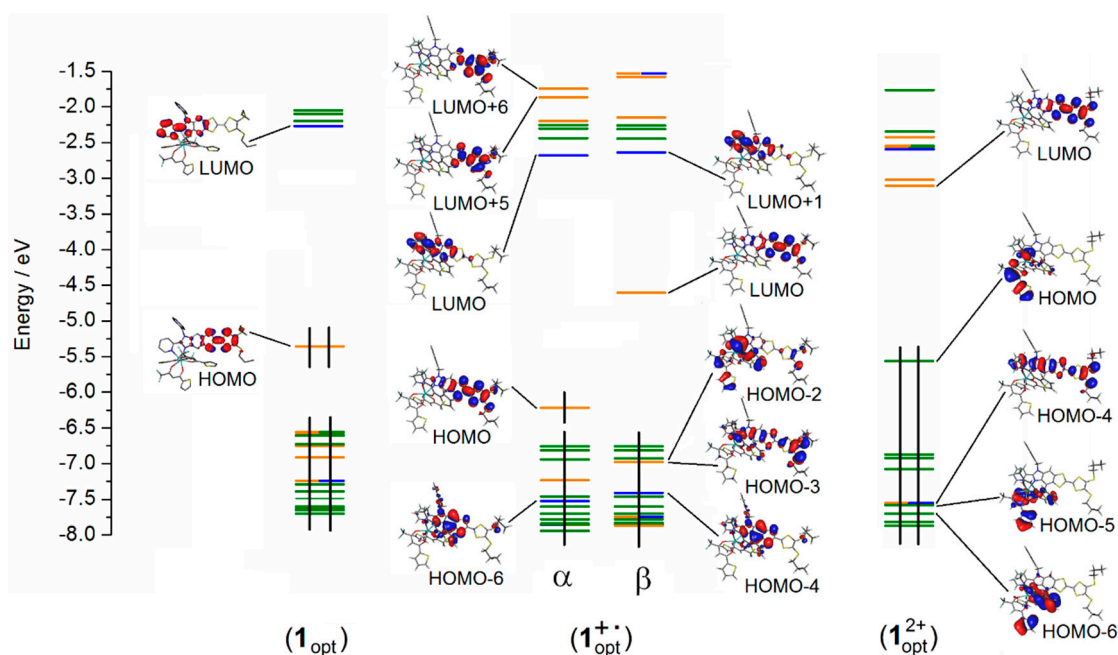 Energy / eV
-1.5
-2.0
-2.5
-3.0
-3.5
-4.0
-4.5
-5.0
-5.5
-6.0
-6.5
-7.0
-7.5
-8.0
LUMO
HOMO
LUMO+6
LUMO+5
LUMO
HOMO
HOMO-6
α
β
LUMO+1
LUMO
HOMO-2
HOMO-3
HOMO-4
LUMO
HOMO
HOMO-4
HOMO-5
HOMO-6
(1opt)
(1opt+·)
(1opt2+)